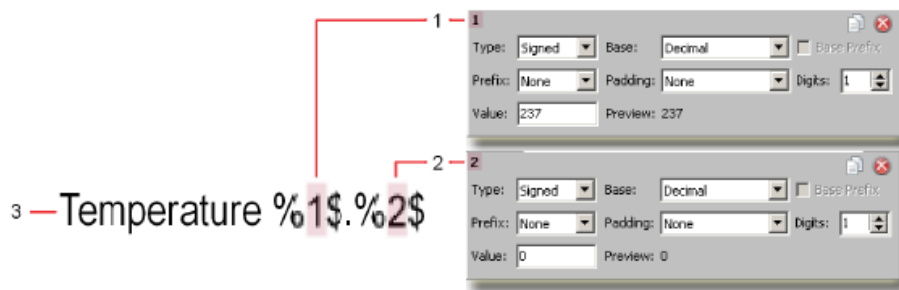 1 1
Type: Signed Base: Decimal Base Prefix
Prefix: None Padding: None Digits: 1
Value: 237 Preview: 237
2 2
Type: Signed Base: Decimal Base Prefix
3 Temperature %1$.%2$
Prefix: None Padding: None Digits: 1
Value: 0 Preview: 0